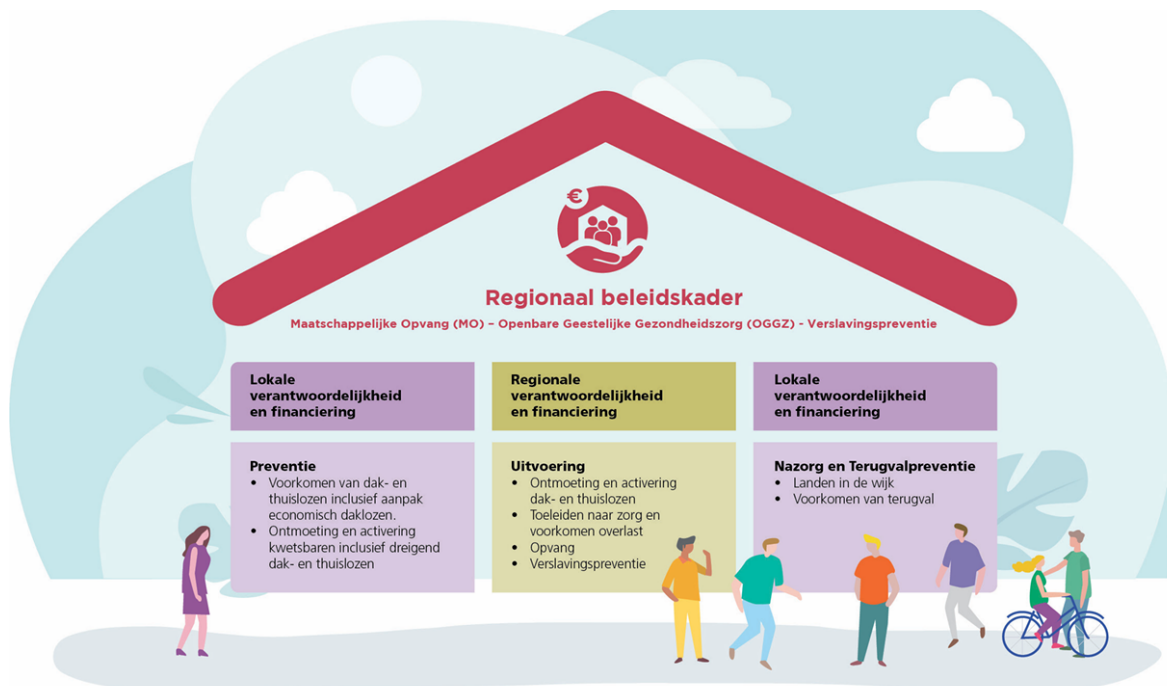 €
Regionaal beleidskader
Maatschappelijke Opvang (MO) – Openbare Geestelijke Gezondheidszorg (OGGZ) - Verslavingspreventie
Lokale
verantwoordelijkheid
en financiering
Preventie
• Voorkomen van dak- en
thuislozen inclusief aanpak
economisch daklozen.
• Ontmoeting en activering
kwetsbaren inclusief dreigend
dak- en thuislozen
Regionale
verantwoordelijkheid
en financiering
Uitvoering
• Ontmoeting en activering
dak- en thuislozen
• Toeleiden naar zorg en
voorkomen overlast
• Opvang
• Verslavingspreventie
Lokale
verantwoordelijkheid
en financiering
Nazorg en Terugvalpreventie
• Landen in de wijk
• Voorkomen van terugval